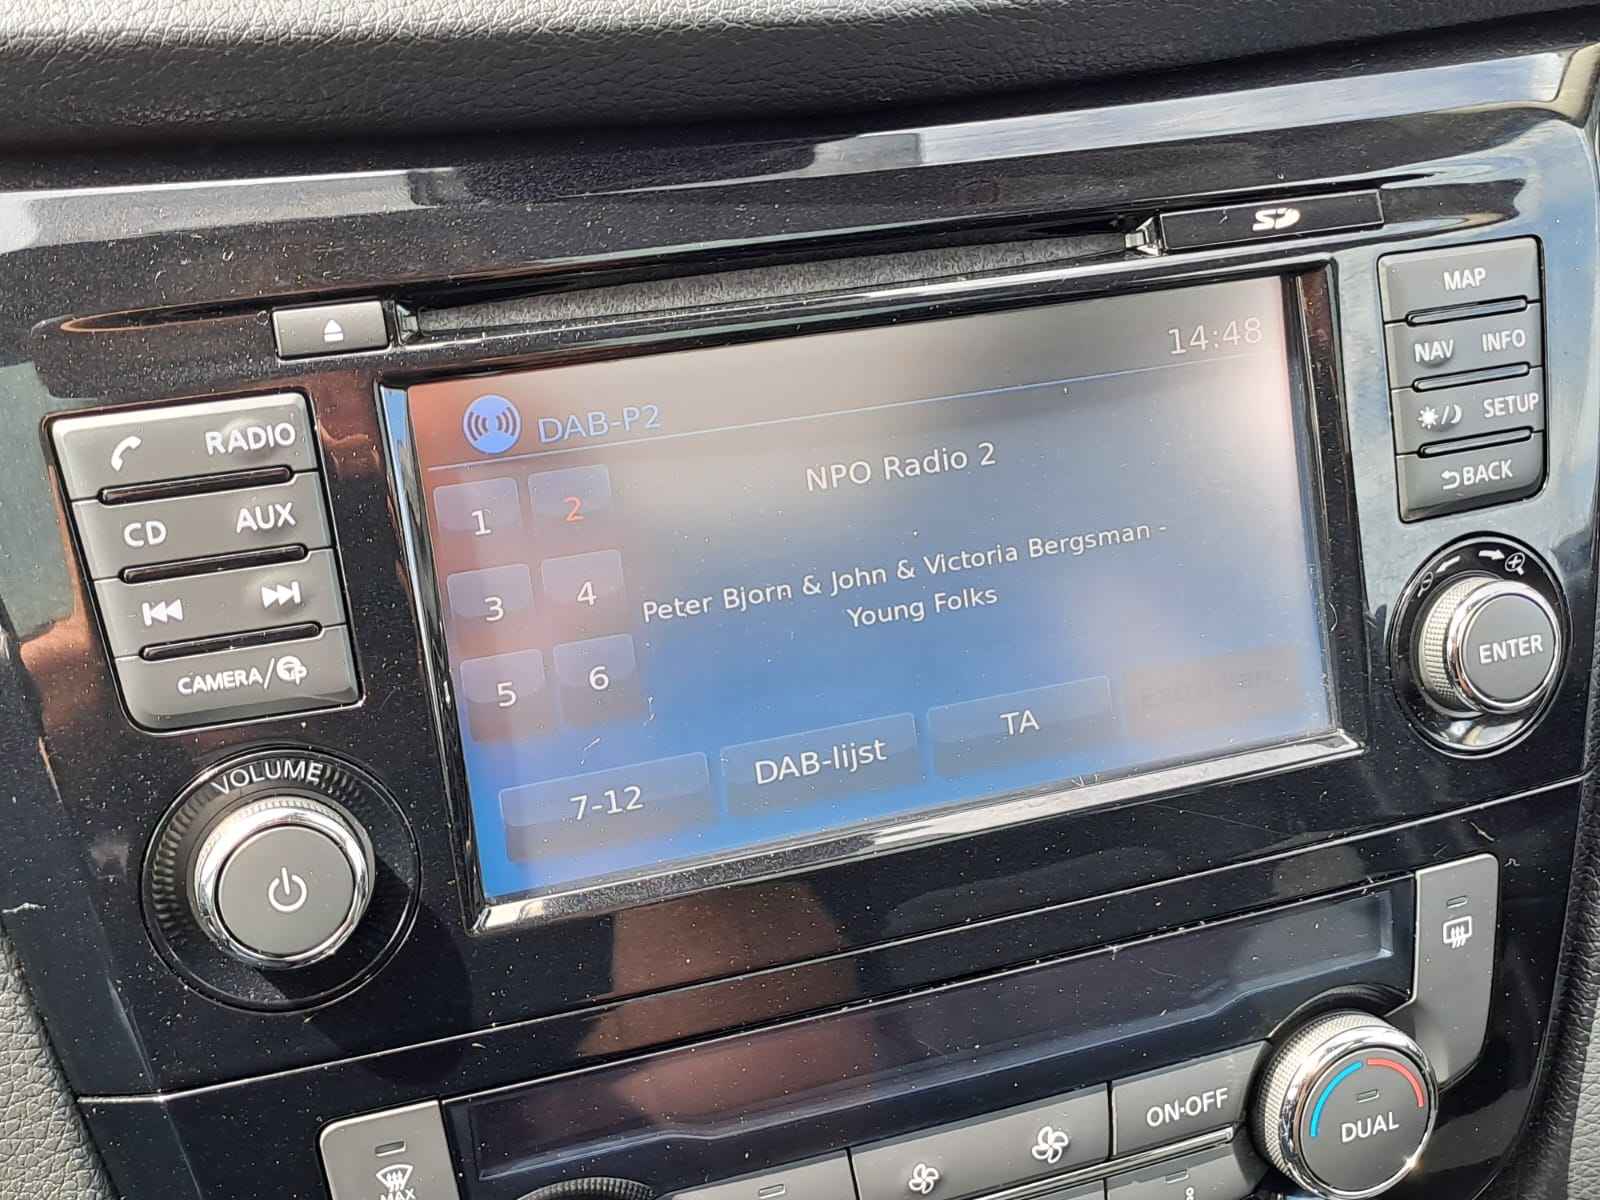 SD
MAP
NAV INFO
SETUP
BACK
ENTER
RADIO
CD AUX
CAMERA/
VOLUME
14:48
DAB-P2
NPO Radio 2
1 2
3 4
5 6
Peter Bjorn & John & Victoria Bergsman -
Young Folks
7-12
DAB-lijst
TA
ON·OFF
DUAL
MAX